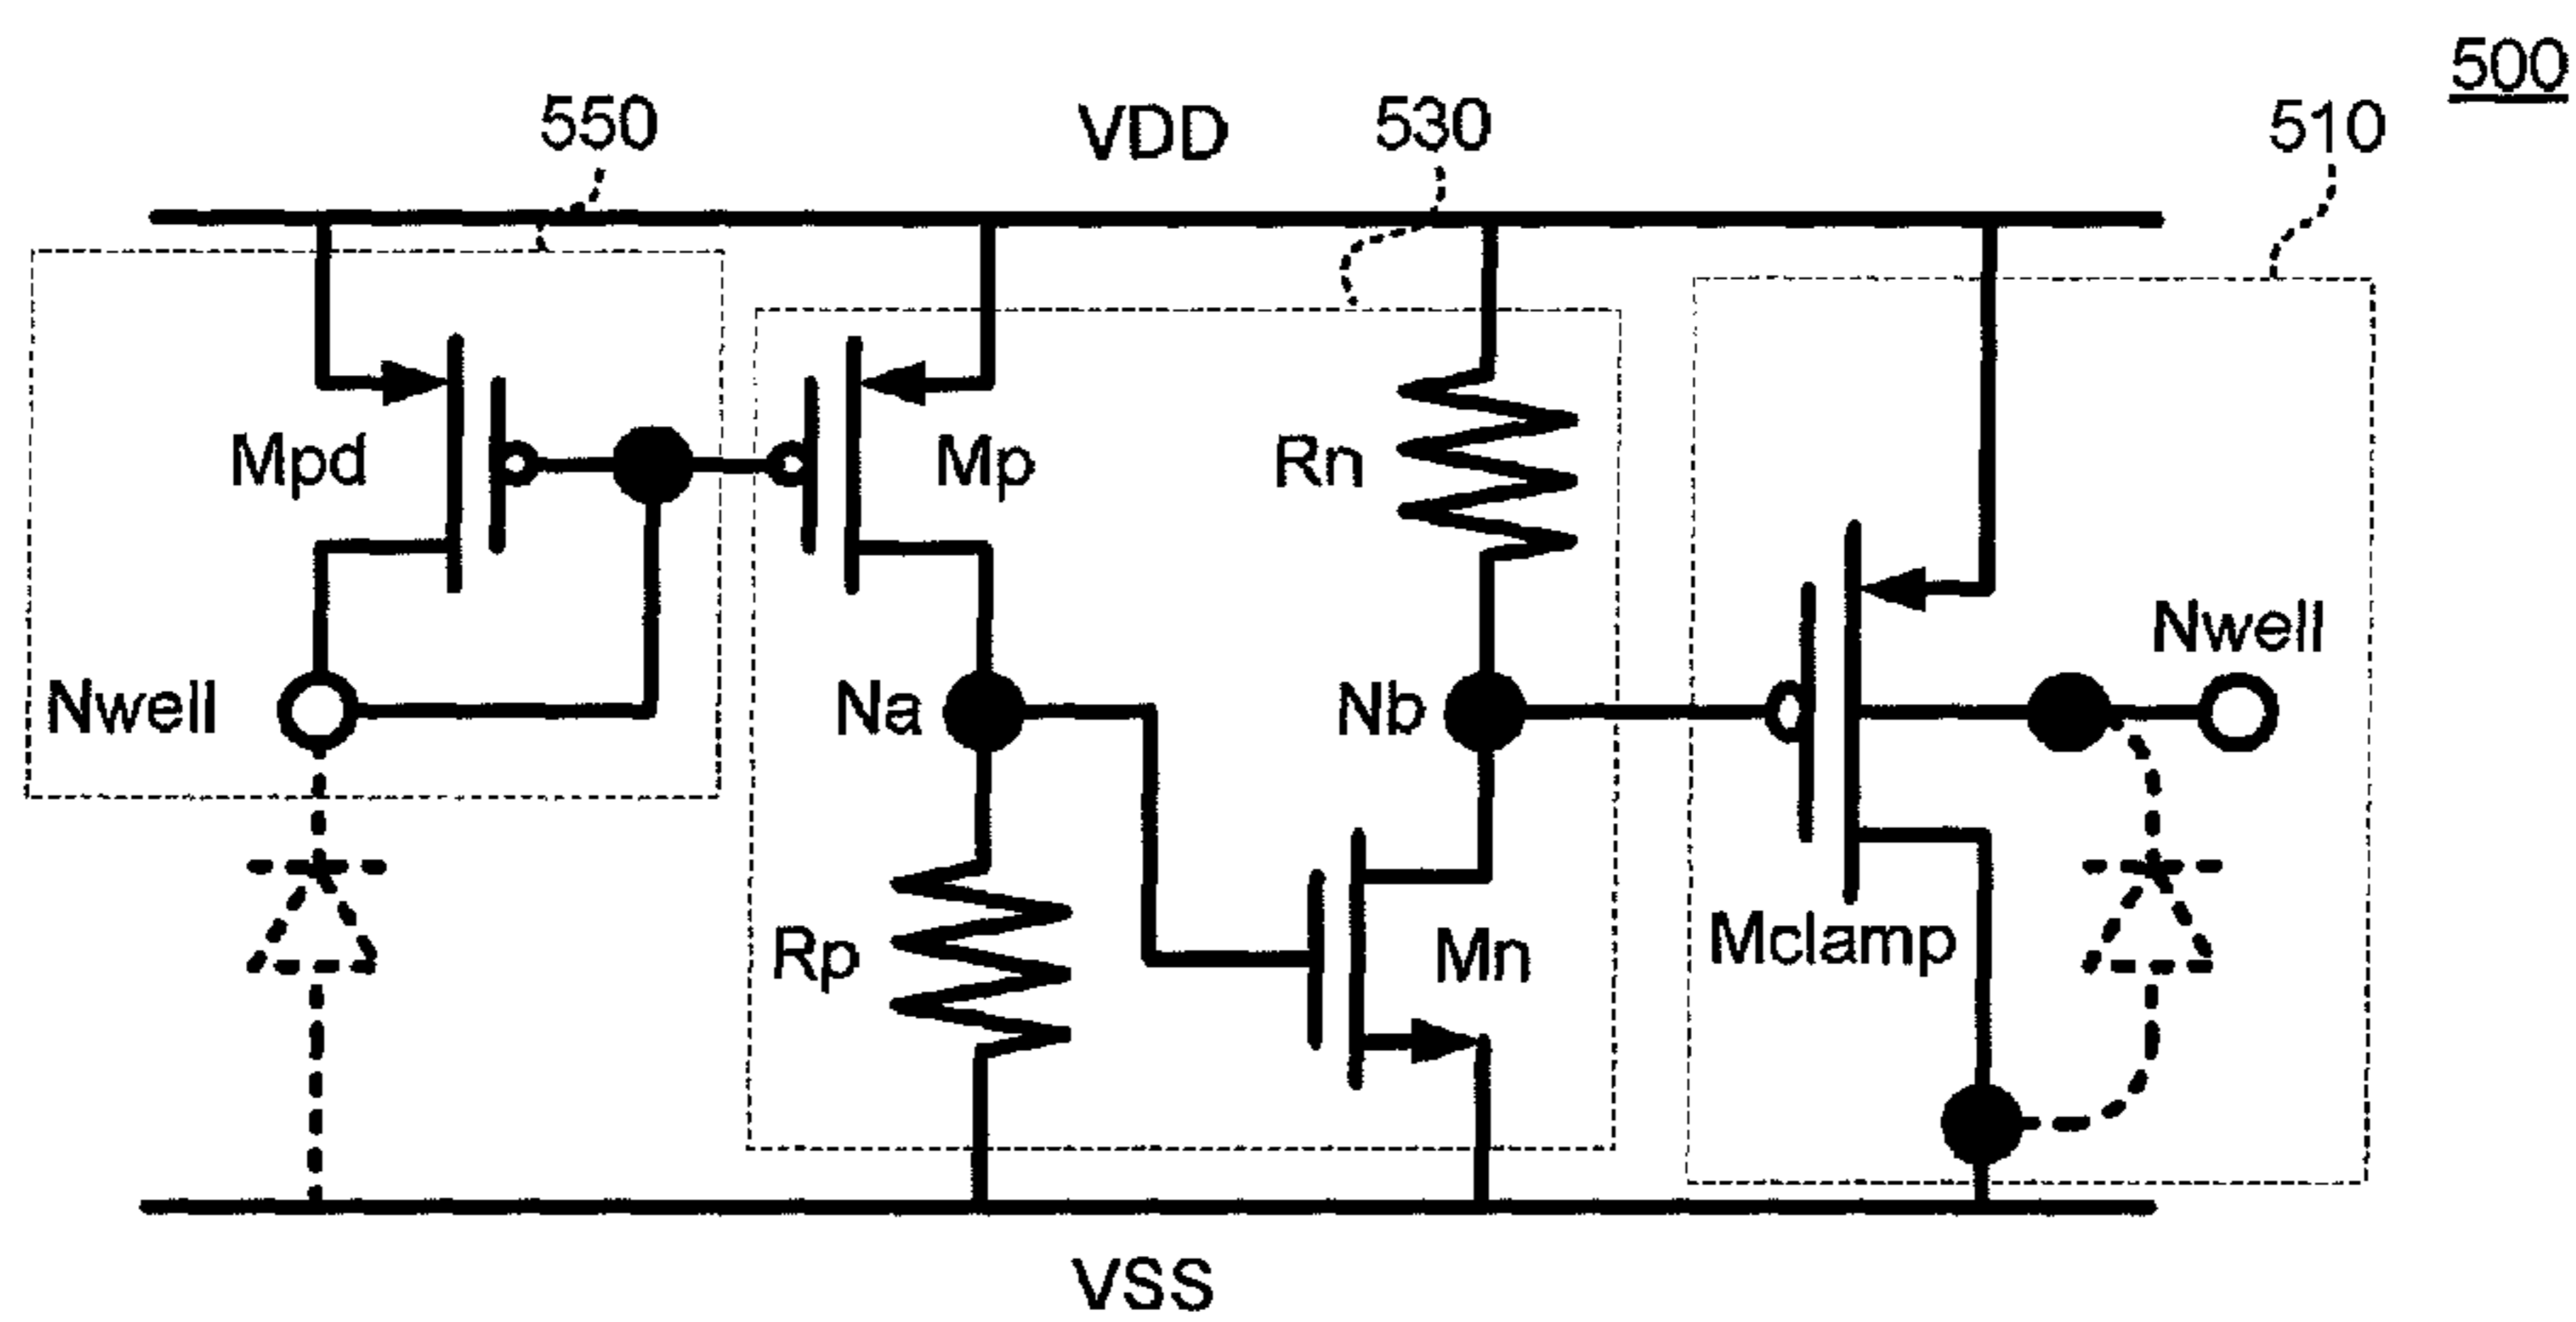 500
550
VDD
530
510
Mpd
Mp
Rn
Nwell
Nwell
Na
Nb
Rp
Mn
Mclamp
VSS